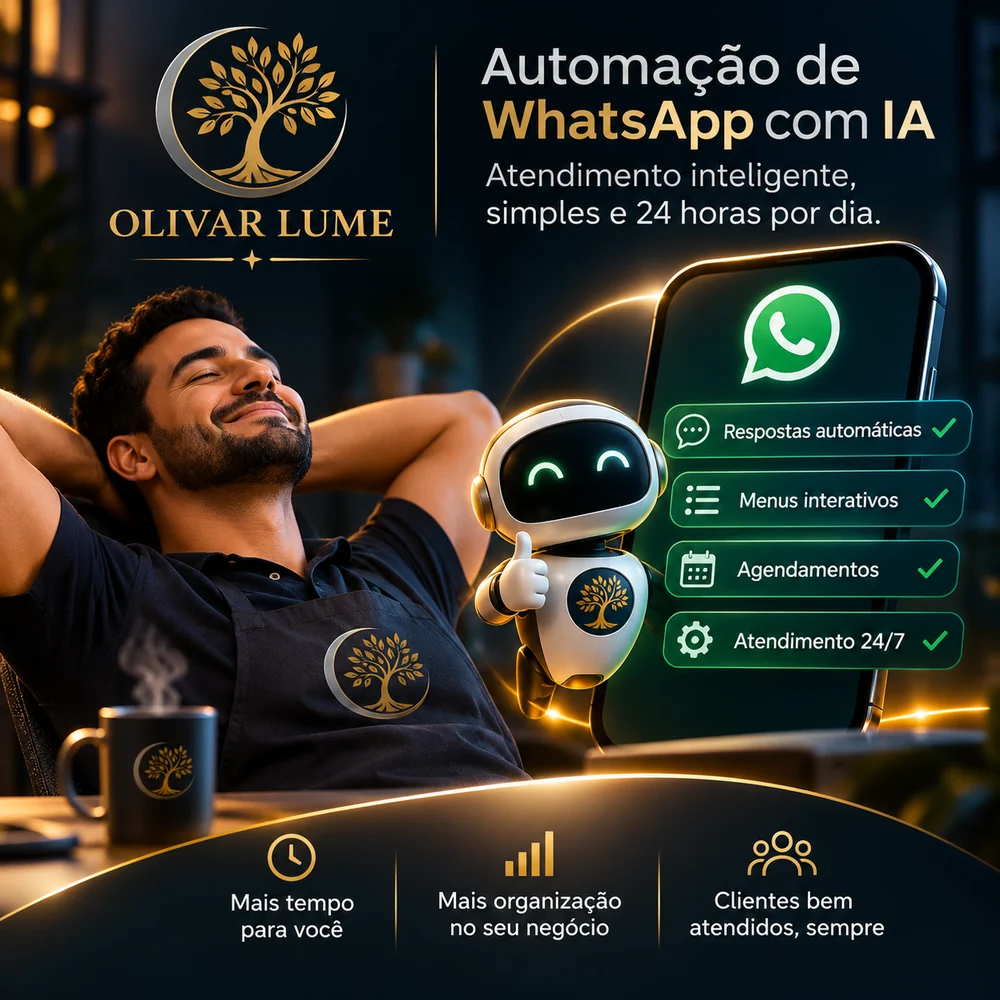 OLIVAR LUME
Automação de
WhatsApp com IA
Atendimento inteligente,
simples e 24 horas por dia.
Respostas automáticas
Menus interativos
Agendamentos
Atendimento 24/7
Mais tempo
para você
Mais organização
no seu negócio
Clientes bem
atendidos, sempre